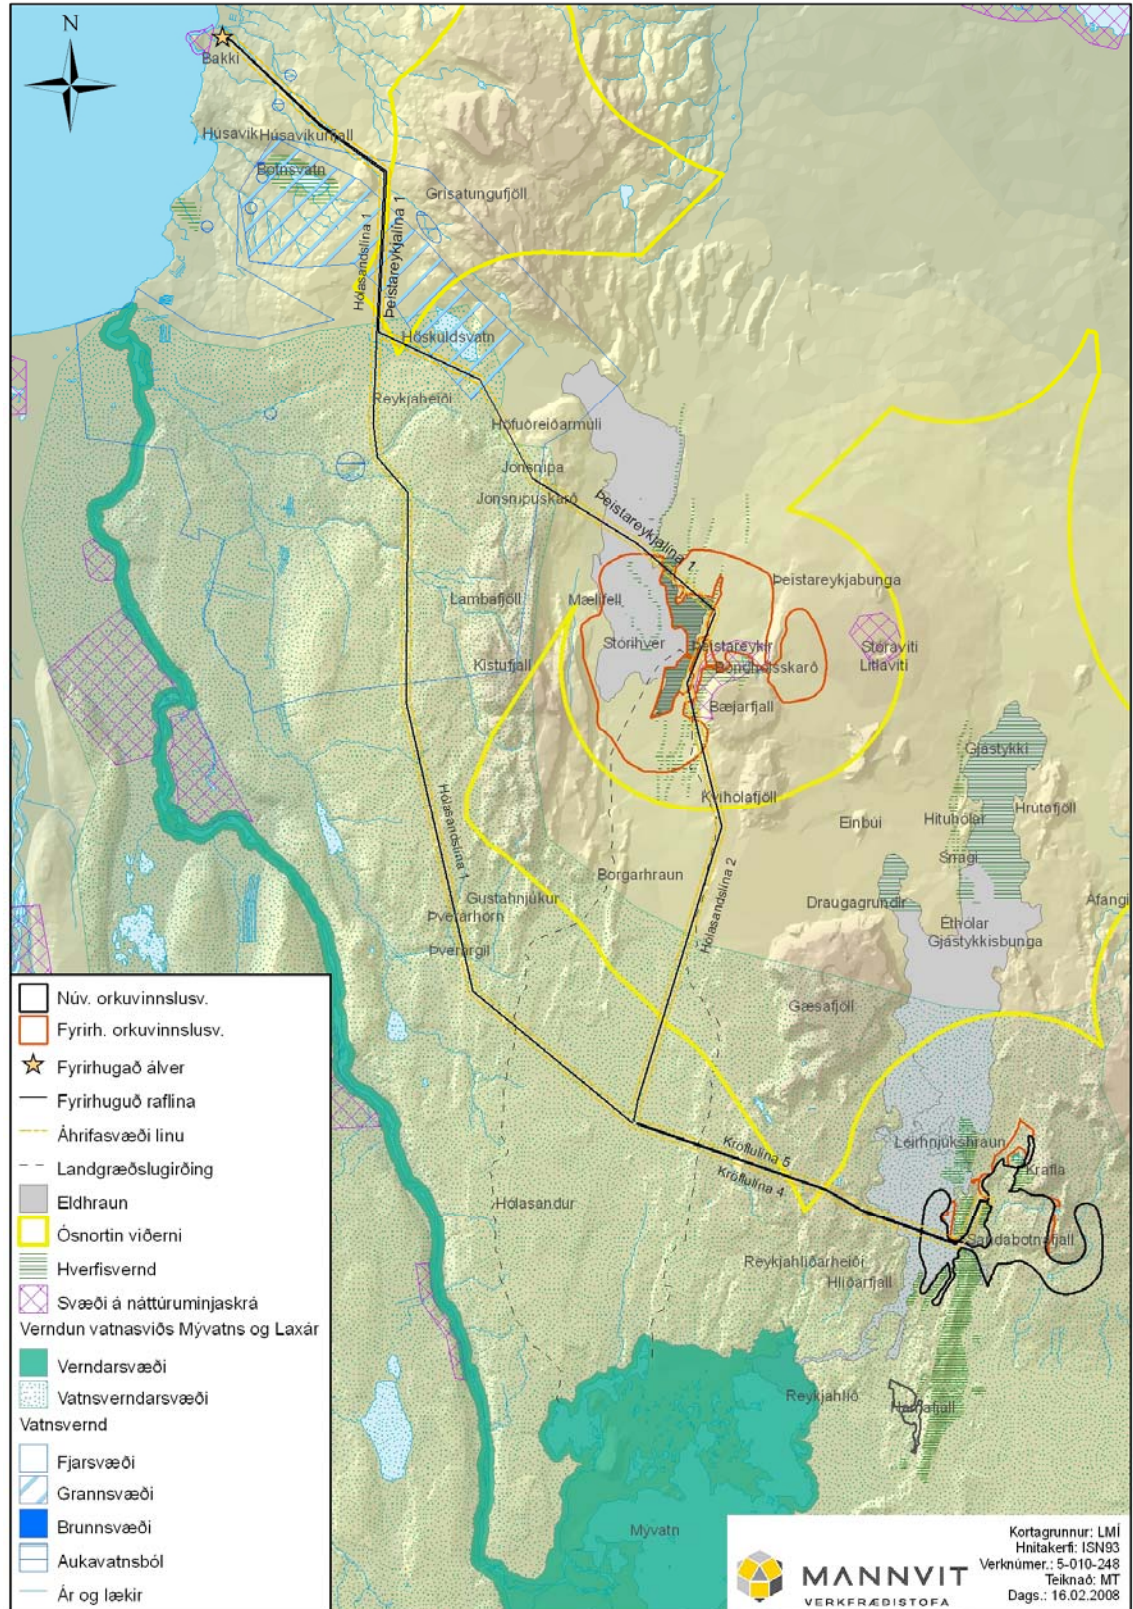 N
Bakki
Húsavík
Húsavíkurfjall
Botnsvatn
Grísatungufjöll
Hólasandslína 1
Þeistareykjalína 1
Höskuldsvatn
Reykjaheiði
Höfuðreiðarmúli
Jónsnípa
Jónsnípuskarð
Þeistareykjalína 1
Þeistareykjabunga
Lambafjöll
Mælifell
Stórihver
Þeistareykir
Stóravíti
Litlavíti
Kistufjall
Bóndhólsskarð
Bæjarfjall
Gjástykki
Kvíhólafjöll
Hrútafjöll
Einbúi
Hituhólar
Hólasandslína 1
Snagi
Borgarhraun
Hólasandslína 2
Gustahnjúkur
Draugagrundir
Afangi
Þverárhorn
Éthólar
Þverárgil
Gjástykkisbunga
Gæsafjöll
Leirhnjúkshraun
Kröflulína 5
Kröflulína 4
Krafla
Hólasandur
Sandabotnafjall
Reykjahlíðarheiði
Hlíðarfjall
Reykjahlíð
Mývatn
Núv. orkuvinnslusv.
Fyrirh. orkuvinnslusv.
Fyrirhugað álver
Fyrirhuguð raflína
Áhrifasvæði línu
Landgræðslugirðing
Eldhraun
Ósnortin víðerni
Hverfisvernd
Svæði á náttúruminjaskrá
Verndun vatnasviðs Mývatns og Laxár
Verndarsvæði
Vatnsverndarsvæði
Vatnsvernd
Fjarsvæði
Grannsvæði
Brunnsvæði
Aukavatnsból
Ár og lækir
MANNVIT
VERKFRÆÐISTOFA
Kortagrunnur: LMÍ
Hnitakerfi: ISN93
Verknúmer.: 5-010-248
Teiknað: MT
Dags.: 16.02.2008